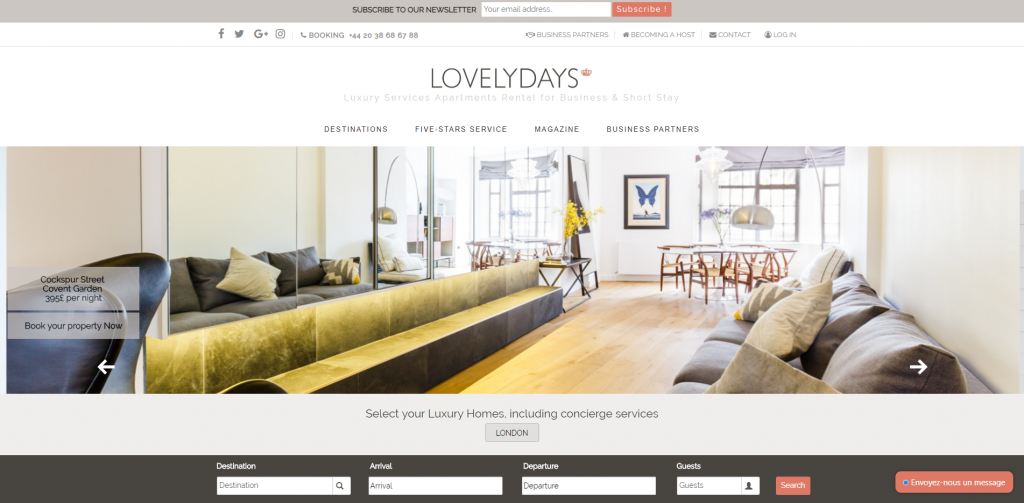 SUBSCRIBE TO OUR NEWSLETTER Your email address.. Subscribe !
BOOKING +44 20 38 68 67 88 BUSINESS PARTNERS BECOMING A HOST CONTACT LOG IN
LOVELYDAYS
Luxury Services Apartments Rental for Business & Short Stay
DESTINATIONS FIVE-STARS SERVICE MAGAZINE BUSINESS PARTNERS
Cockspur Street
Covent Garden
395£ per night
Book your property Now
Select your Luxury Homes, including concierge services
LONDON
Destination Arrival Departure Guests
Destination Arrival Departure Guests Search
Envoyez-nous un message